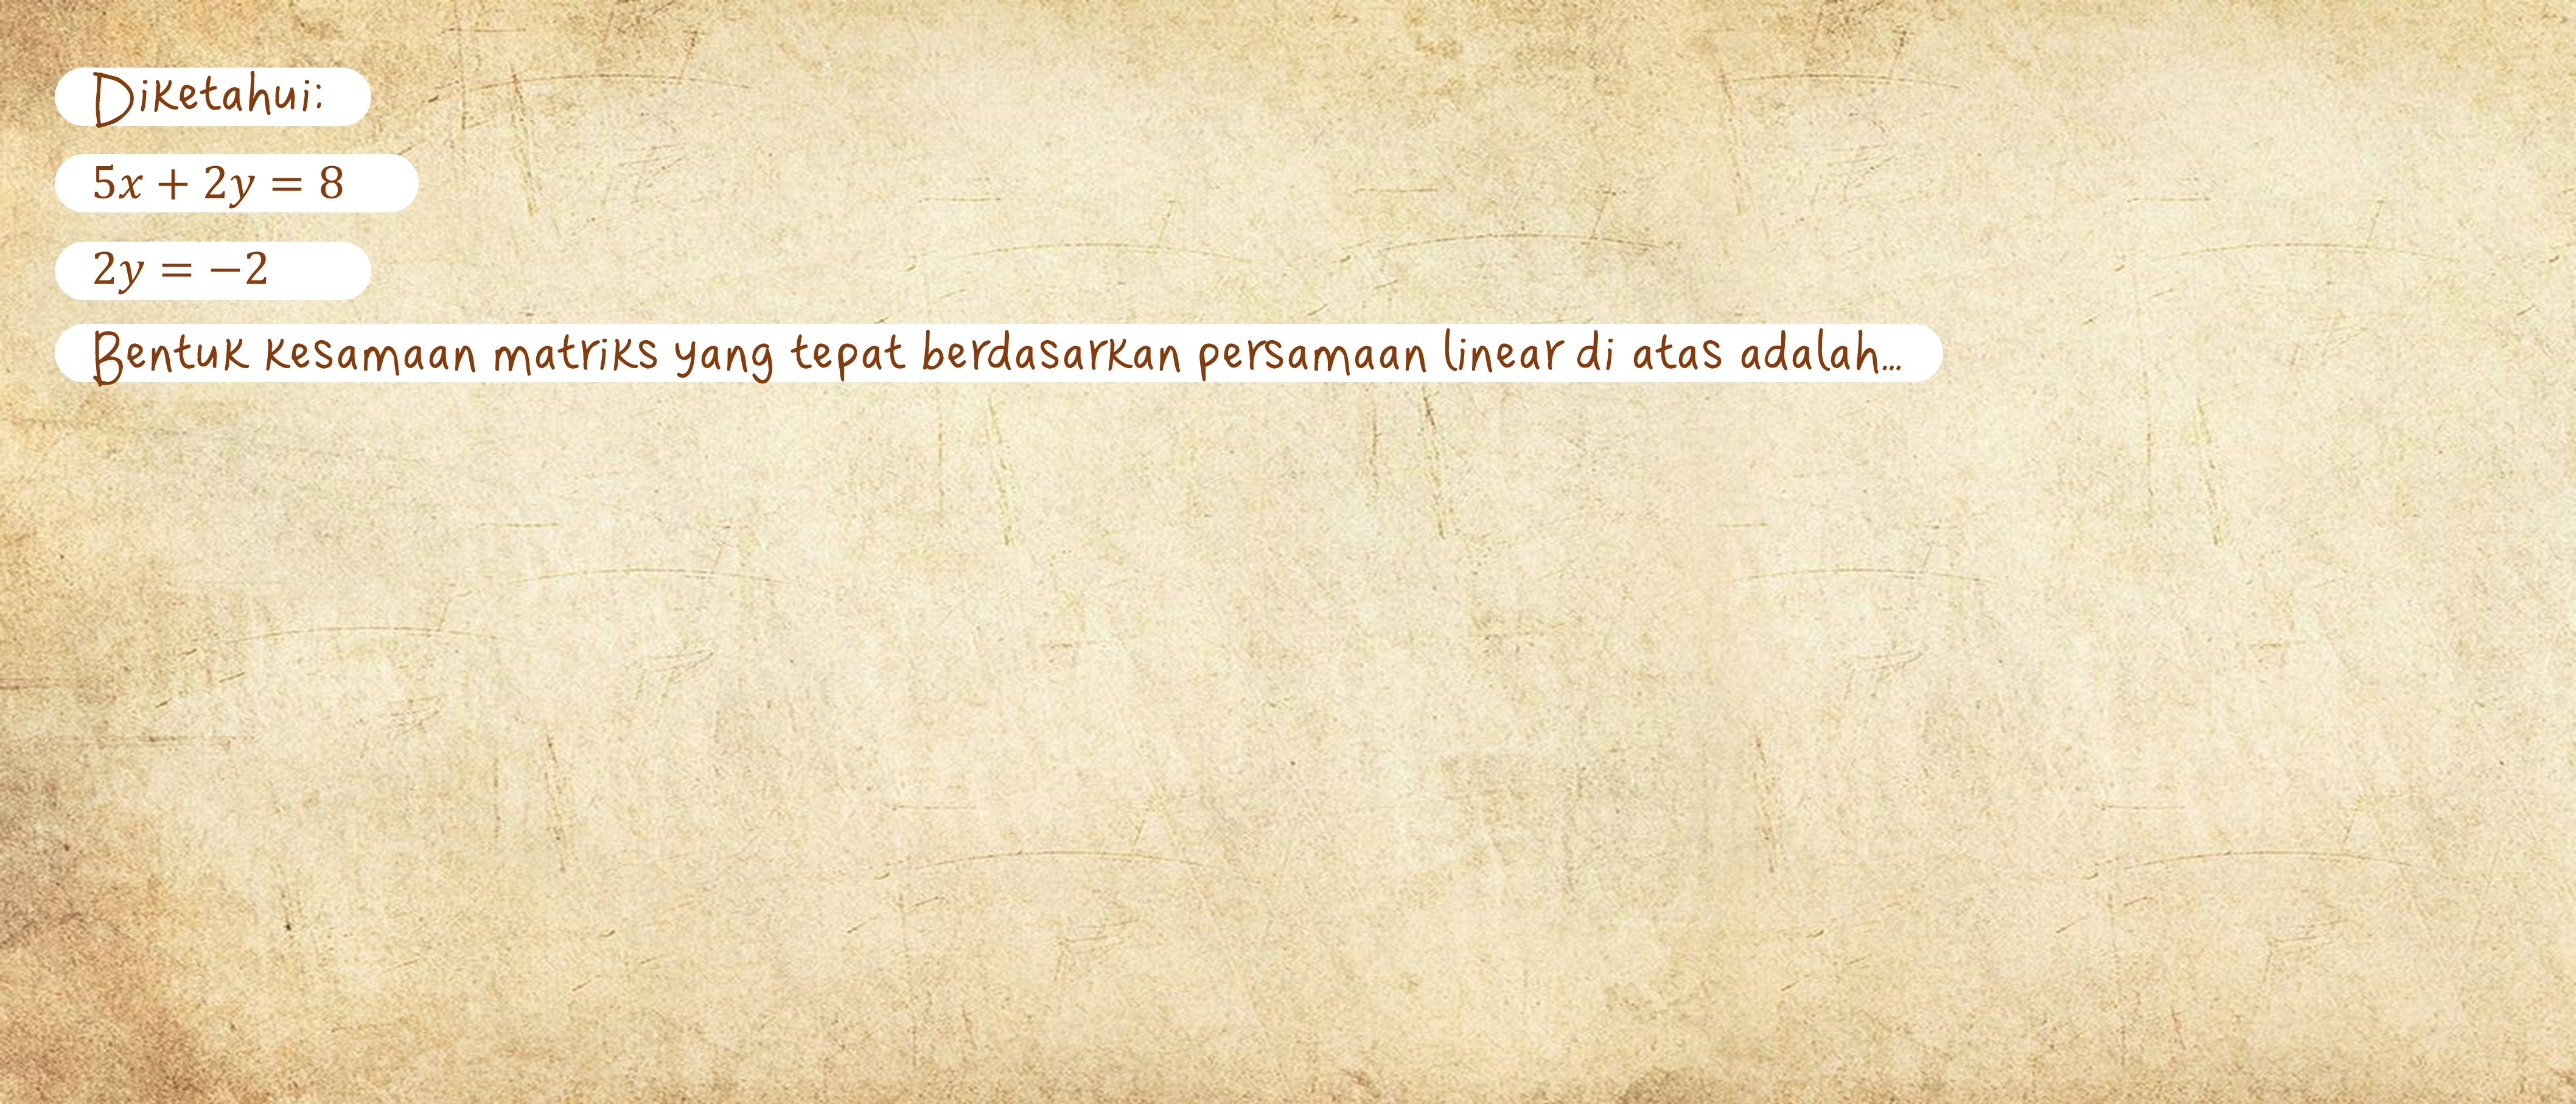 Diketahui:
5x + 2y = 8
2y = −2
Bentuk kesamaan matriks yang tepat berdasarkan persamaan linear di atas adalah...